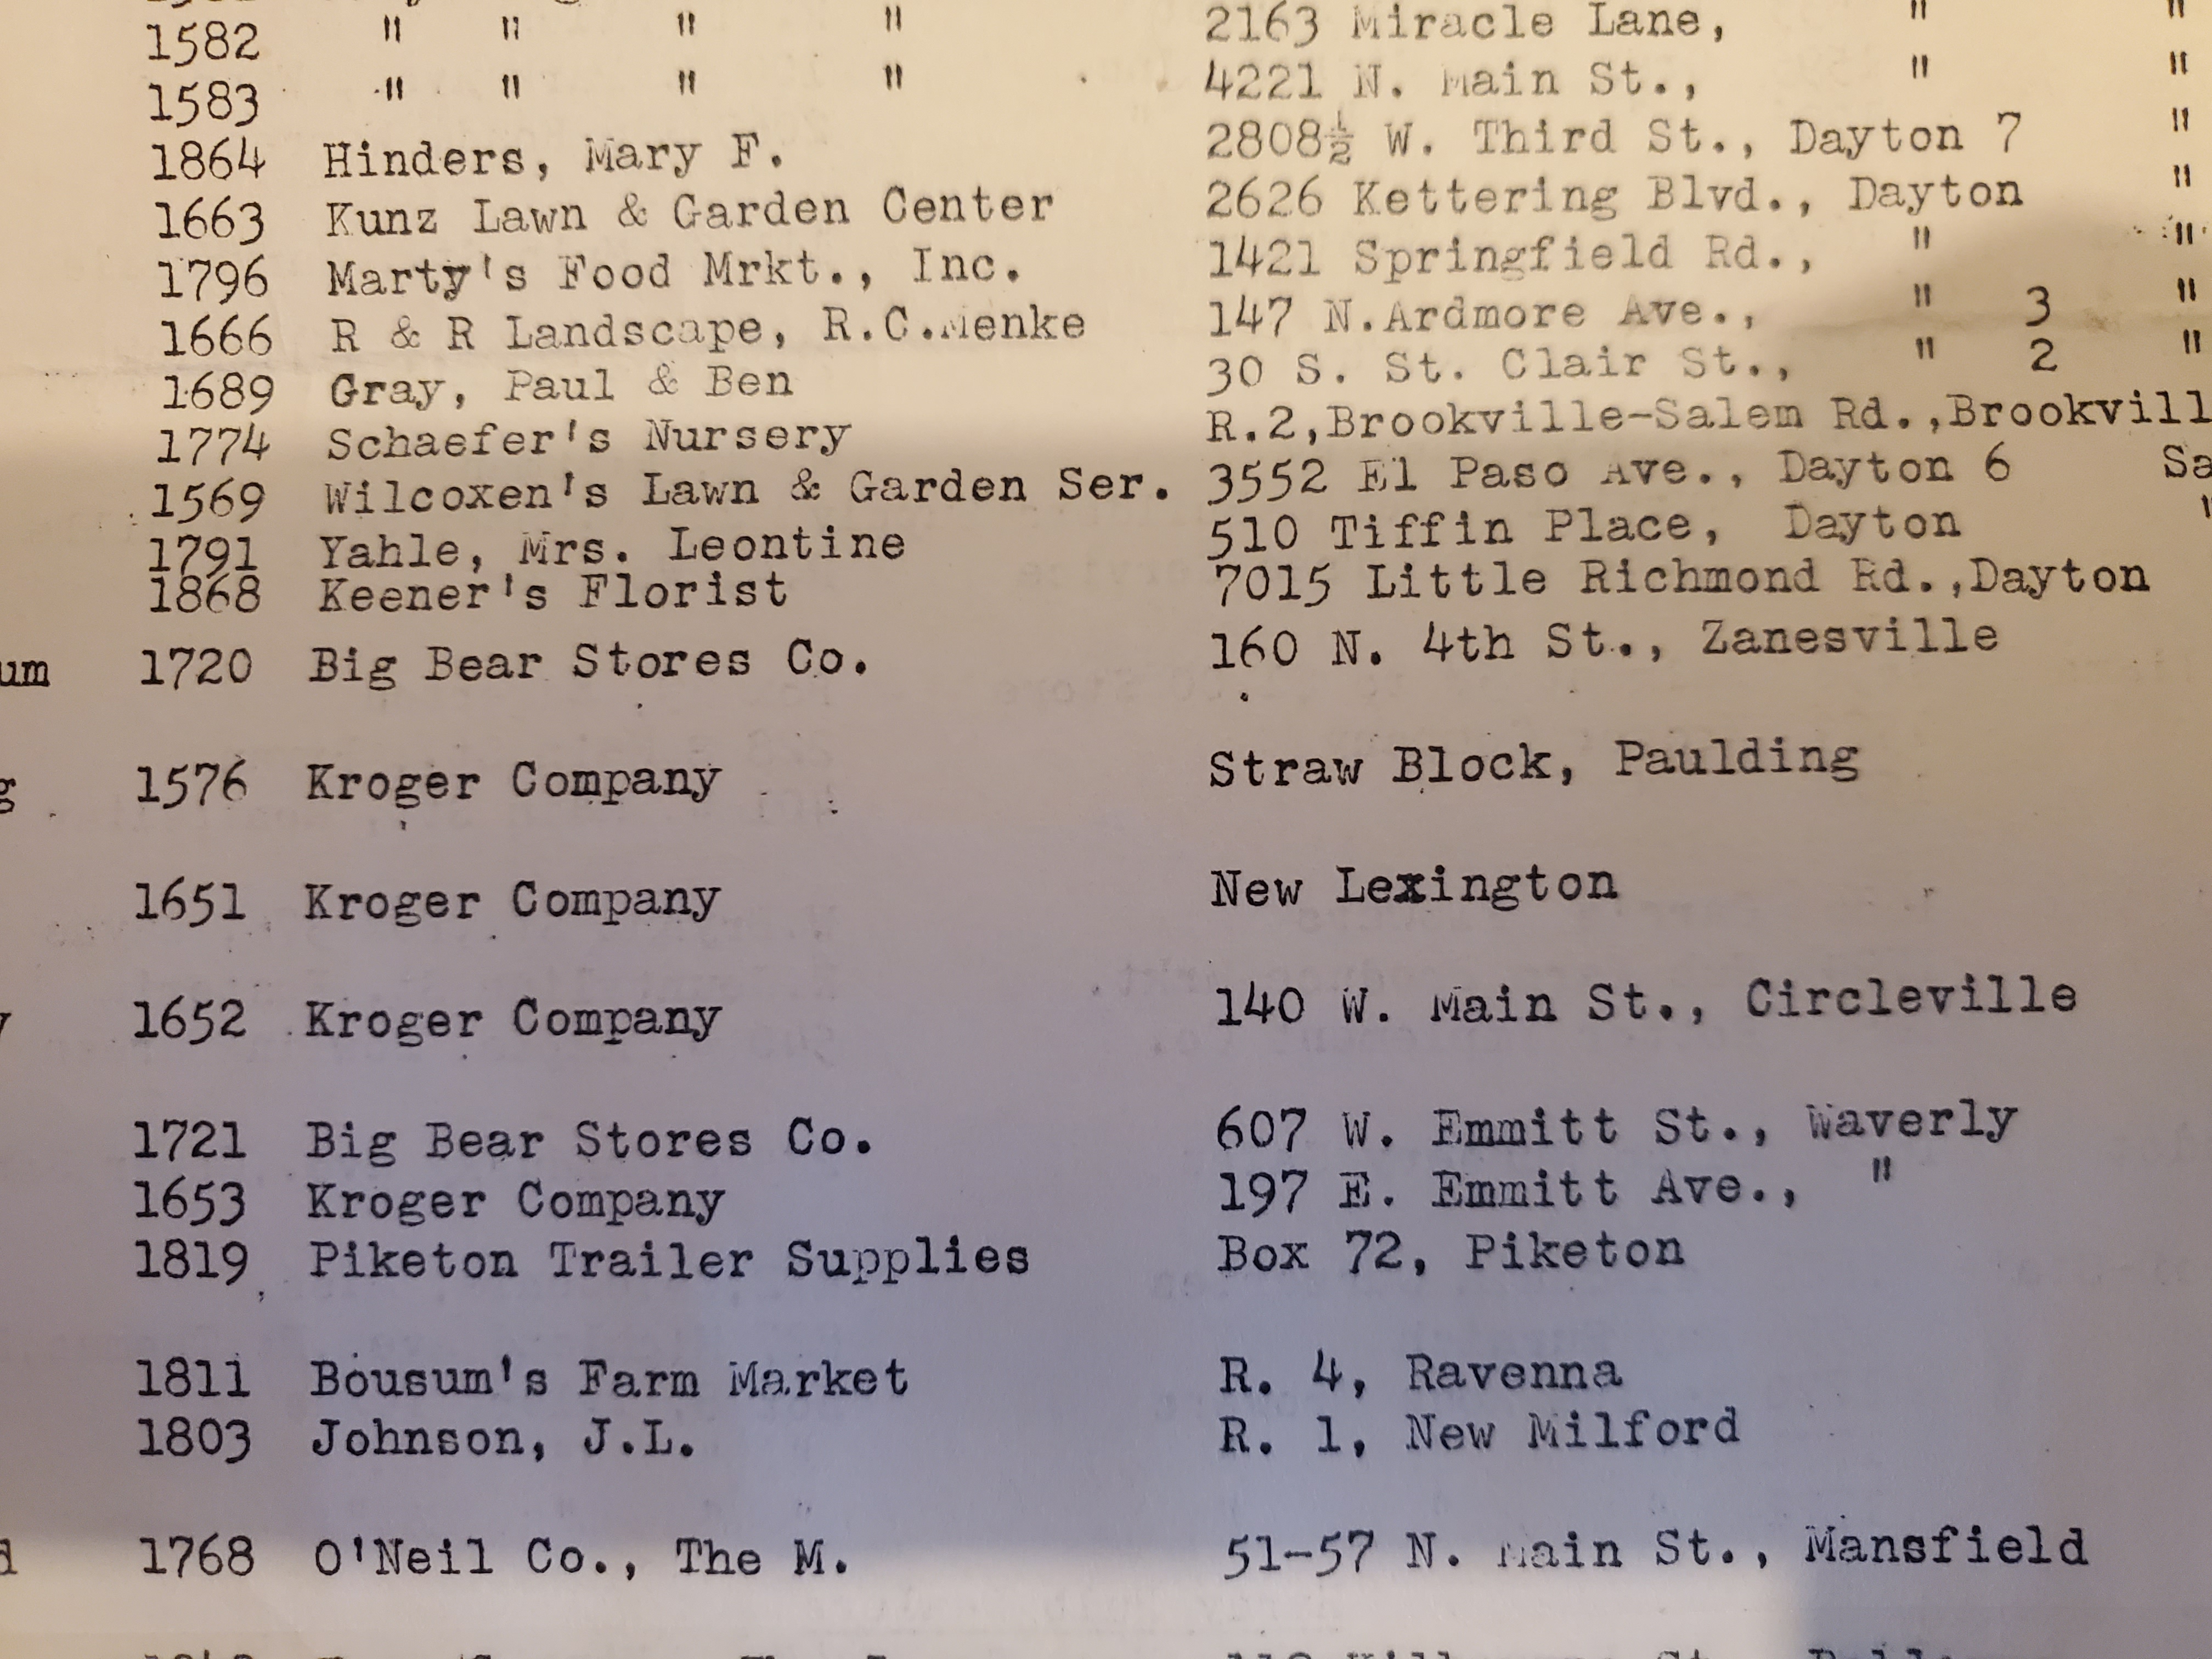 1582 " " " " 2163 Miracle Lane, " "
1583 " " " " 4221 N. Main St., " "
1864 Hinders, Mary F. 2808½ W. Third St., Dayton 7 "
1663 Kunz Lawn & Garden Center 2626 Kettering Blvd., Dayton "
1796 Marty's Food Mrkt., Inc. 1421 Springfield Rd., " "
1666 R & R Landscape, R.C.Menke 147 N.Ardmore Ave., " 3 "
1689 Gray, Paul & Ben 30 S. St. Clair St., " 2 "
1774 Schaefer's Nursery R.2,Brookville-Salem Rd.,Brookvill
1569 Wilcoxen's Lawn & Garden Ser. 3552 El Paso Ave., Dayton 6 Sa
1791 Yahle, Mrs. Leontine 510 Tiffin Place, Dayton "
1868 Keener's Florist 7015 Little Richmond Rd.,Dayton
um 1720 Big Bear Stores Co. 160 N. 4th St., Zanesville
g 1576 Kroger Company Straw Block, Paulding
1651 Kroger Company New Lexington
y 1652 Kroger Company 140 W. Main St., Circleville
1721 Big Bear Stores Co. 607 W. Emmitt St., Waverly
1653 Kroger Company 197 E. Emmitt Ave., "
1819 Piketon Trailer Supplies Box 72, Piketon
1811 Bousum's Farm Market R. 4, Ravenna
1803 Johnson, J.L. R. 1, New Milford
d 1768 O'Neil Co., The M. 51-57 N. Main St., Mansfield